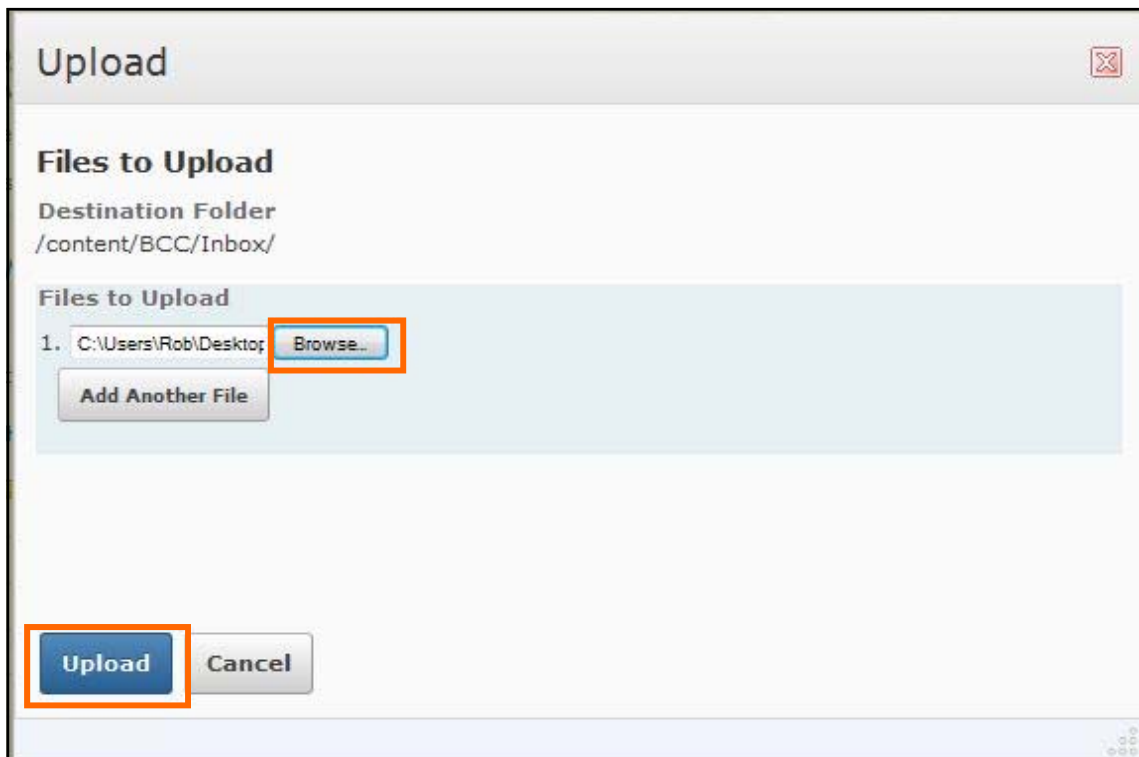 Upload
Files to Upload
Destination Folder
/content/BCC/Inbox/
Files to Upload
1. C:\Users\Rob\Desktop Browse...
Add Another File
Upload Cancel